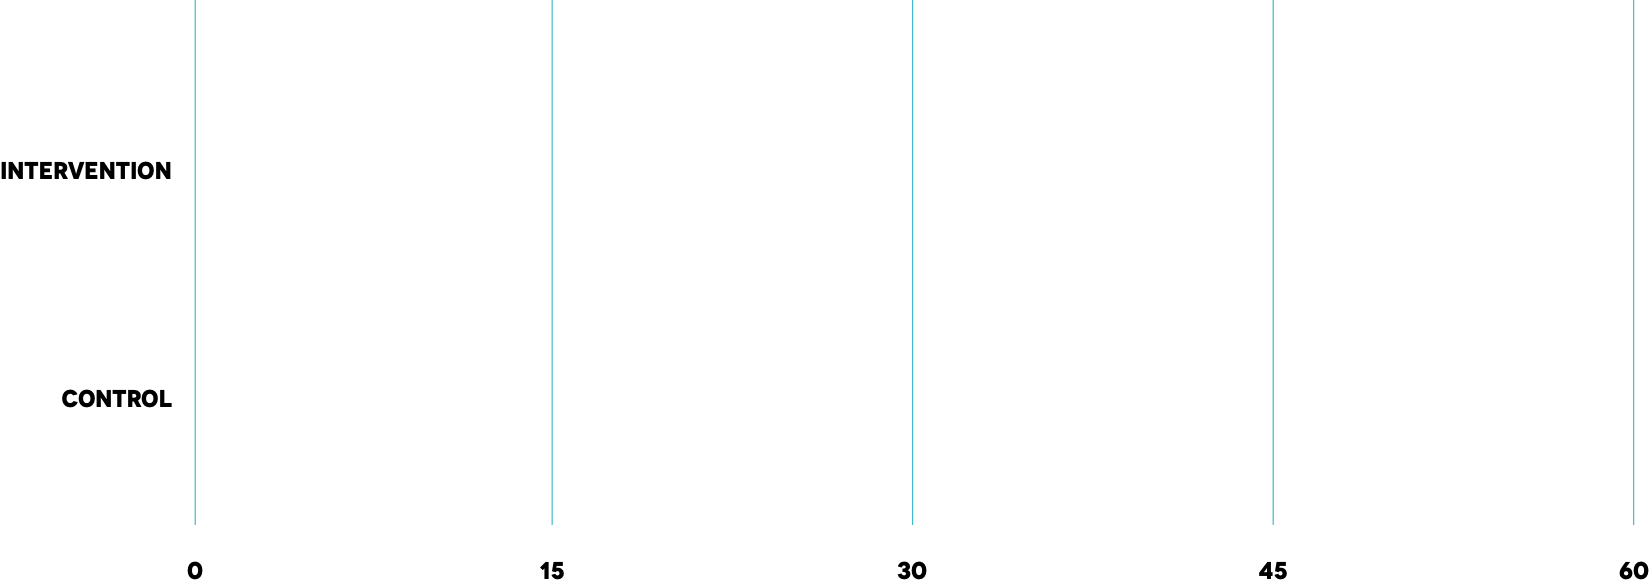 INTERVENTION
CONTROL
0 15 30 45 60